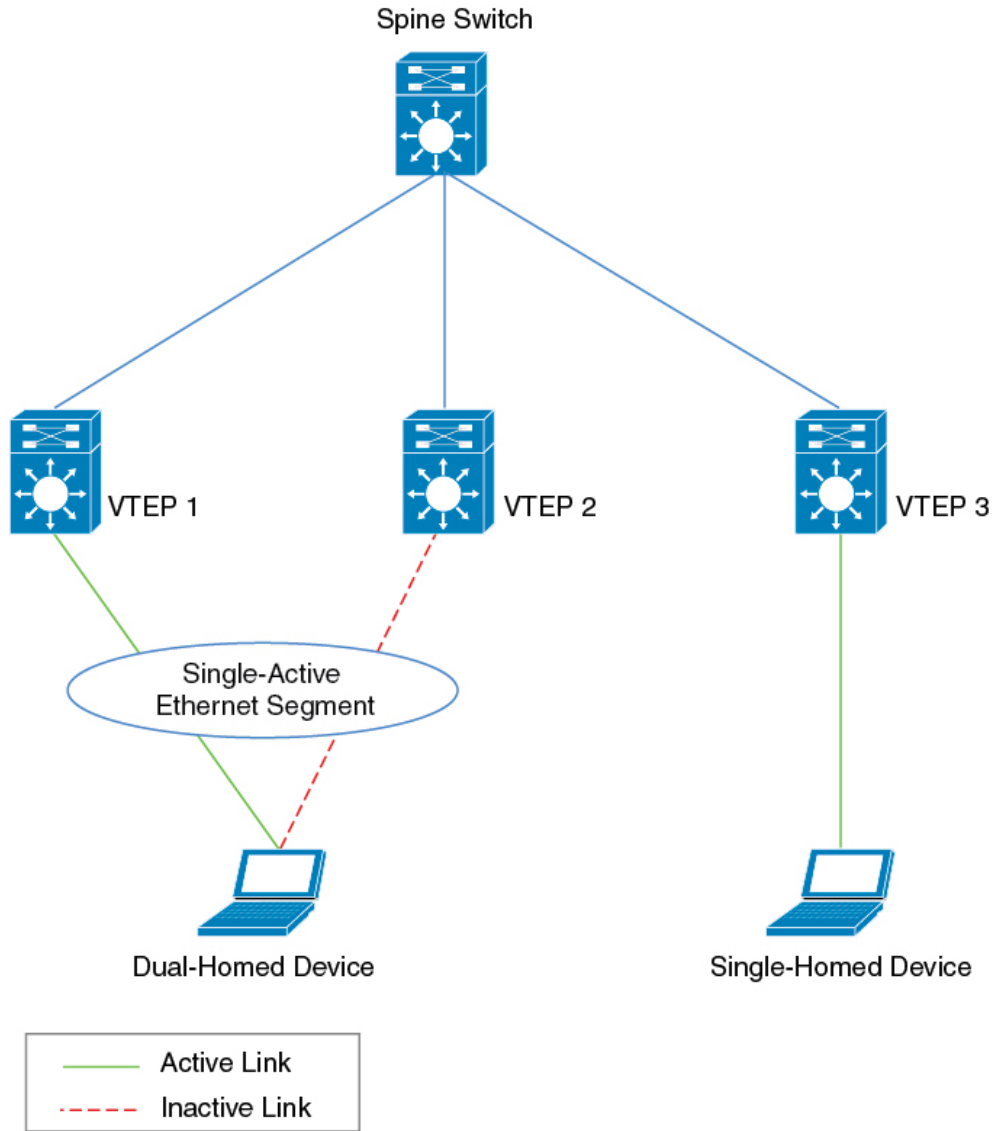 Spine Switch
VTEP 1
VTEP 2
VTEP 3
Single-Active
Ethernet Segment
Dual-Homed Device
Single-Homed Device
Active Link
Inactive Link